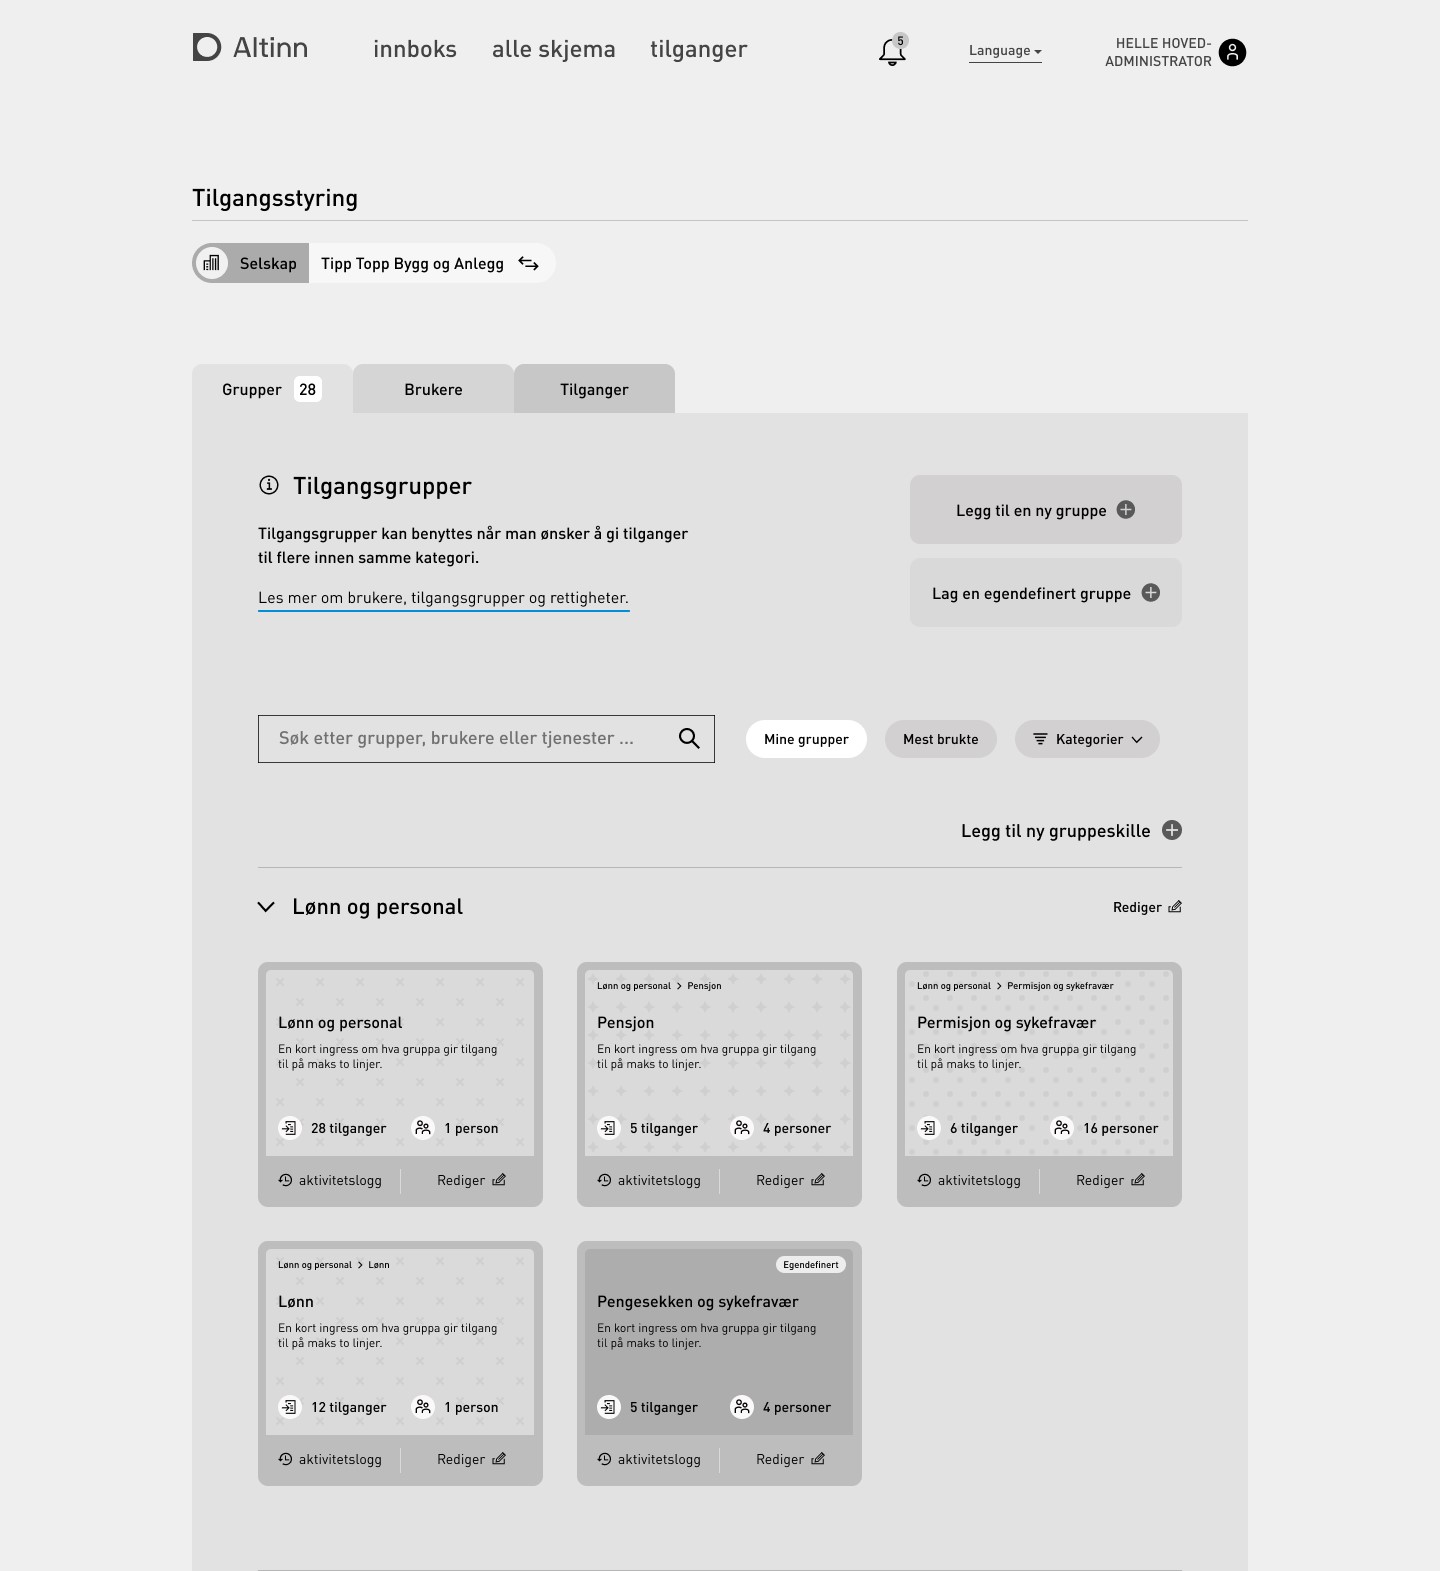 Altinn
innboks
alle skjema
tilganger
5
Language
HELLE HOVED-
ADMINISTRATOR
Tilgangsstyring
Selskap
Tipp Topp Bygg og Anlegg
Grupper 28
Brukere
Tilganger
Tilgangsgrupper
Tilgangsgrupper kan benyttes når man ønsker å gi tilganger
til flere innen samme kategori.
Les mer om brukere, tilgangsgrupper og rettigheter.
Legg til en ny gruppe
Lag en egendefinert gruppe
Søk etter grupper, brukere eller tjenester ...
Mine grupper
Mest brukte
Kategorier
Legg til ny gruppeskille
Lønn og personal
Rediger
Lønn og personal
En kort ingress om hva gruppa gir tilgang
til på maks to linjer.
28 tilganger
1 person
aktivitetslogg
Rediger
Lønn og personal > Pensjon
Pensjon
En kort ingress om hva gruppa gir tilgang
til på maks to linjer.
5 tilganger
4 personer
aktivitetslogg
Rediger
Lønn og personal > Permisjon og sykefravær
Permisjon og sykefravær
En kort ingress om hva gruppa gir tilgang
til på maks to linjer.
6 tilganger
16 personer
aktivitetslogg
Rediger
Lønn og personal > Lønn
Lønn
En kort ingress om hva gruppa gir tilgang
til på maks to linjer.
12 tilganger
1 person
aktivitetslogg
Rediger
Egendefinert
Pengesekken og sykefravær
En kort ingress om hva gruppa gir tilgang
til på maks to linjer.
5 tilganger
4 personer
aktivitetslogg
Rediger